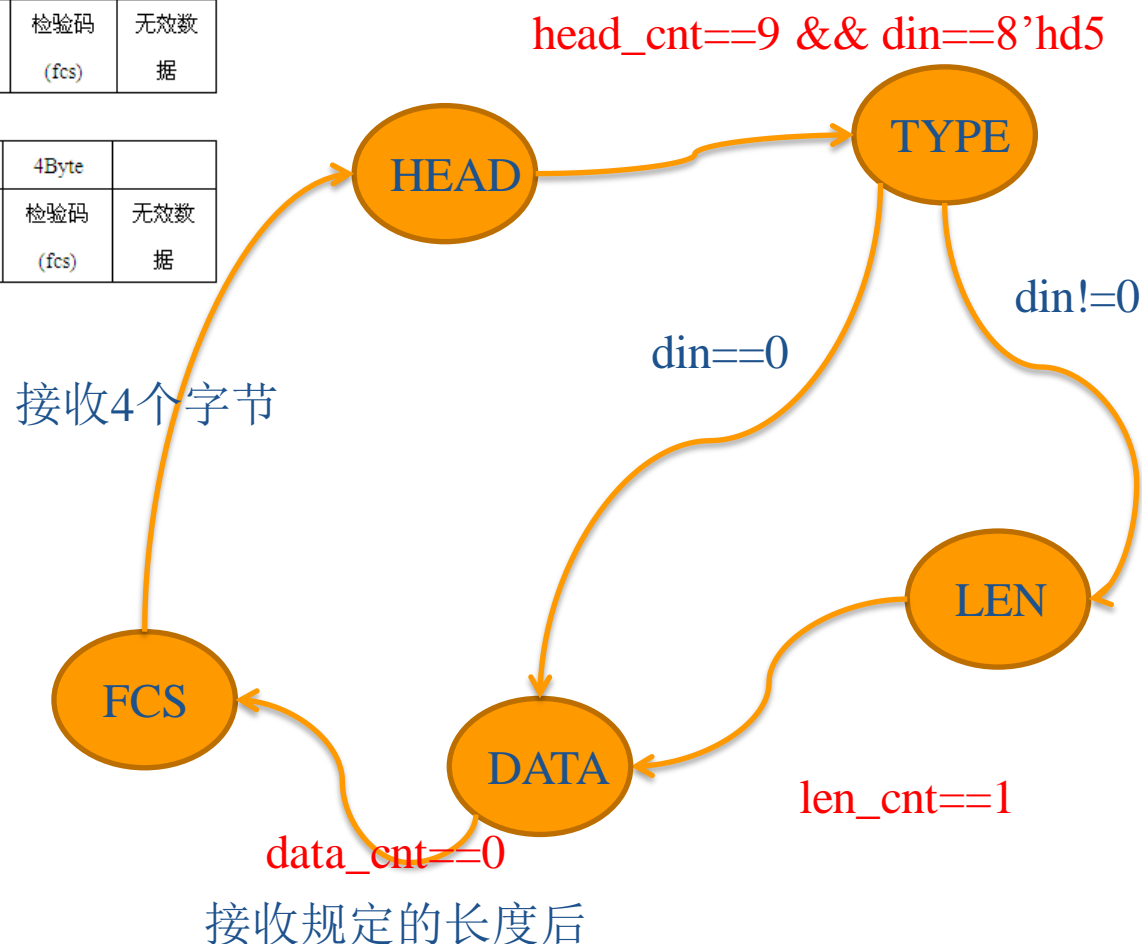 检验码 无效数
(fcs) 据
head_cnt==9 && din==8’hd5
4Byte
检验码 无效数
(fcs) 据
HEAD
TYPE
din!=0
din==0
接收4个字节
LEN
FCS
DATA
len_cnt==1
data_cnt==0
接收规定的长度后